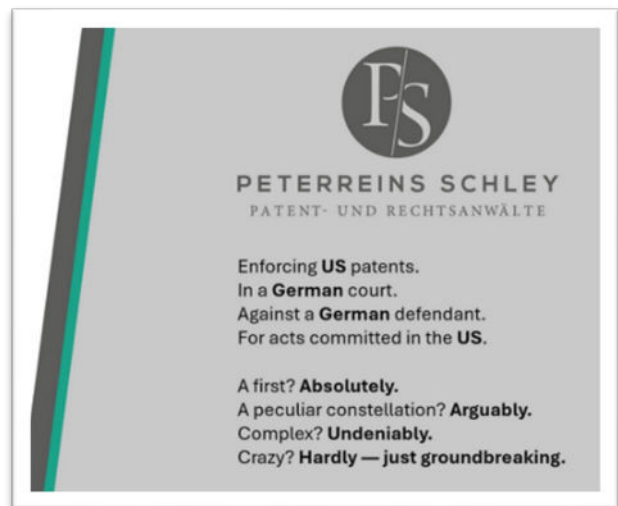 PS
PETERREINS SCHLEY
PATENT- UND RECHTSANWÄLTE
Enforcing US patents.
In a German court.
Against a German defendant.
For acts committed in the US.
A first? Absolutely.
A peculiar constellation? Arguably.
Complex? Undeniably.
Crazy? Hardly — just groundbreaking.